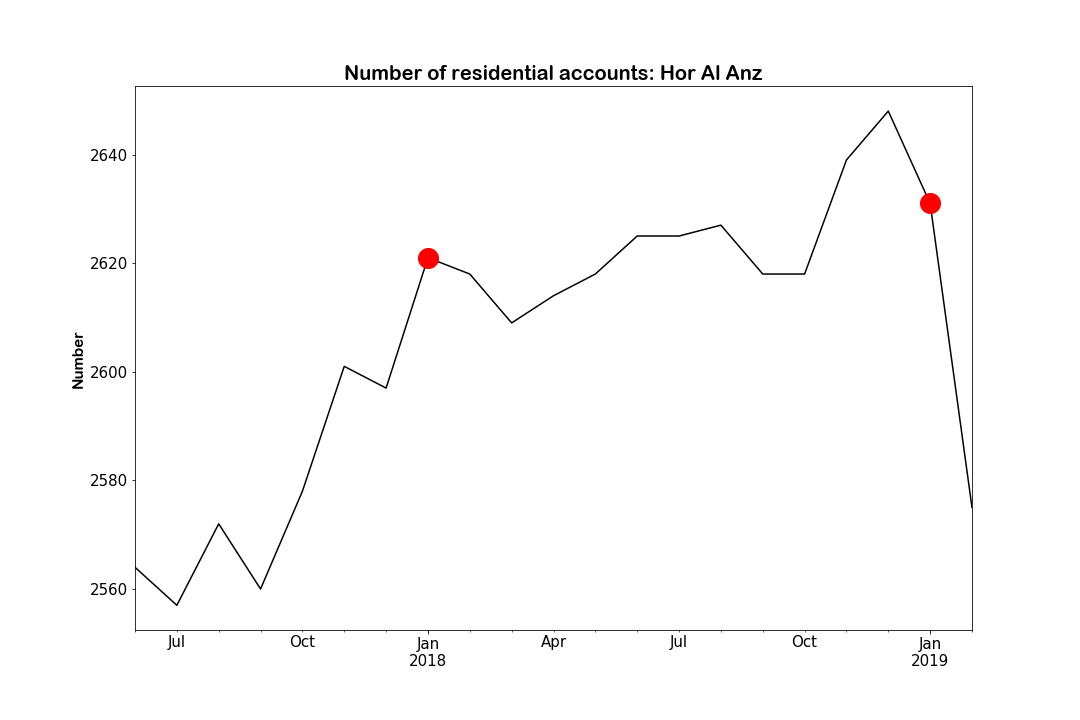 Number of residential accounts: Hor Al Anz
Number
2640
2620
2600
2580
2560
Jul
Oct
Jan
2018
Apr
Jul
Oct
Jan
2019